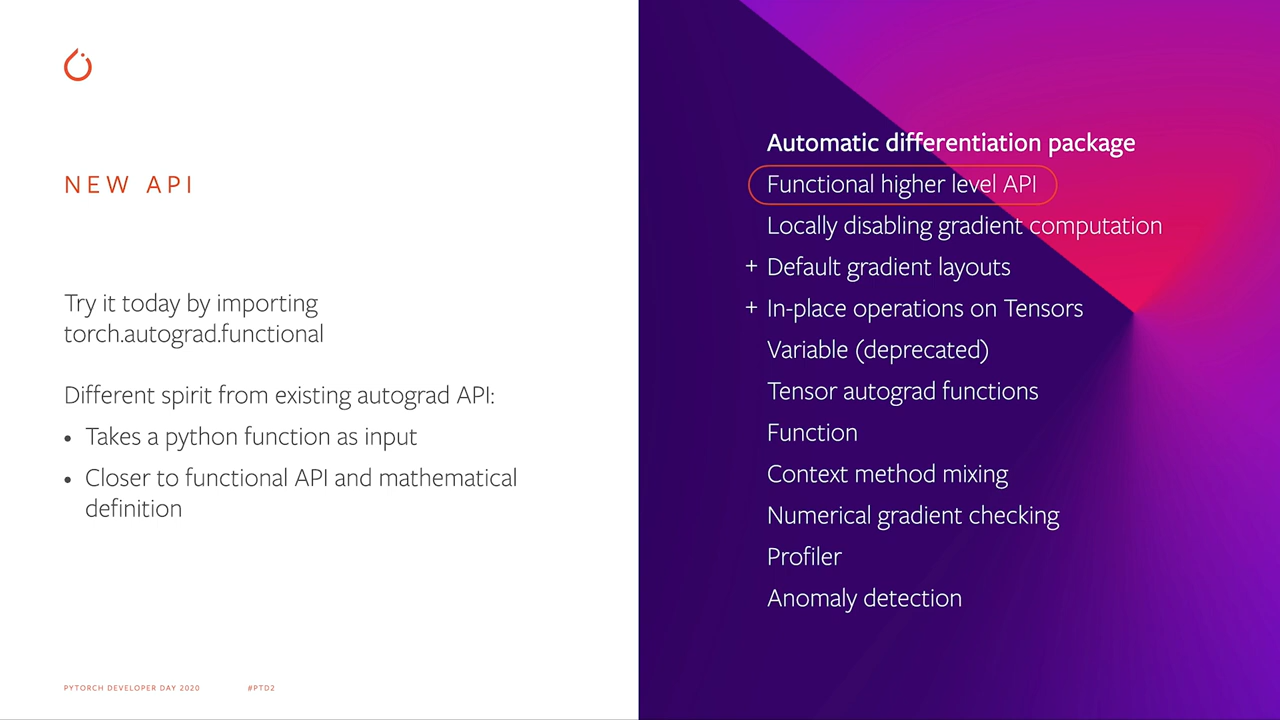 NEW API
Try it today by importing
torch.autograd.functional
Different spirit from existing autograd API:
• Takes a python function as input
• Closer to functional API and mathematical
definition
PYTORCH DEVELOPER DAY 2020 #PTD2
Automatic differentiation package
Functional higher level API
Locally disabling gradient computation
+ Default gradient layouts
+ In-place operations on Tensors
Variable (deprecated)
Tensor autograd functions
Function
Context method mixing
Numerical gradient checking
Profiler
Anomaly detection